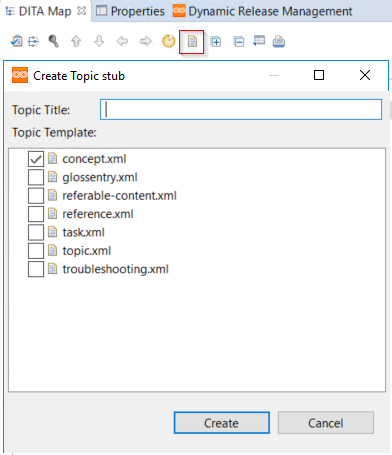 DITA Map Properties Dynamic Release Management
Create Topic stub
Topic Title:
Topic Template:
concept.xml
glossentry.xml
referable-content.xml
reference.xml
task.xml
topic.xml
troubleshooting.xml
Create Cancel